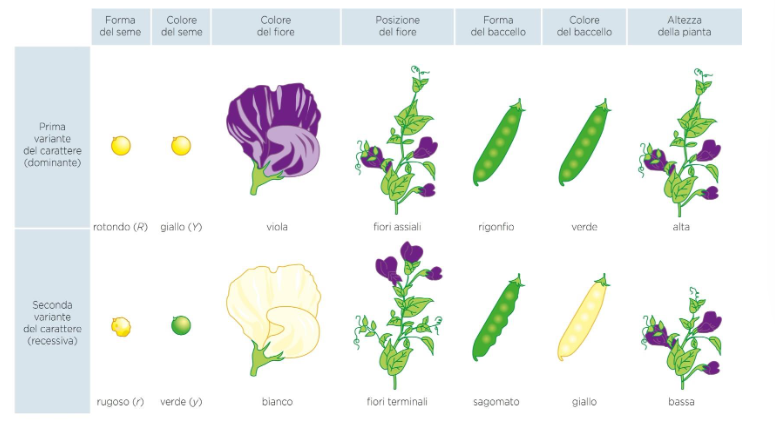 Forma
del seme
Colore
del seme
Colore
del fiore
Posizione
del fiore
Forma
del baccello
Colore
del baccello
Altezza
della pianta
Prima
variante
del carattere
(dominante)
rotondo (R)
giallo (Y)
viola
fiori assiali
rigonfio
verde
alta
Seconda
variante
del carattere
(recessiva)
rugoso (r)
verde (y)
bianco
fiori terminali
sagomato
giallo
bassa